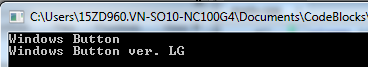 C:\Users\15ZD960.VN-SO10-NC100G4\Documents\CodeBlocks\
Windows Button
Windows Button ver. LG